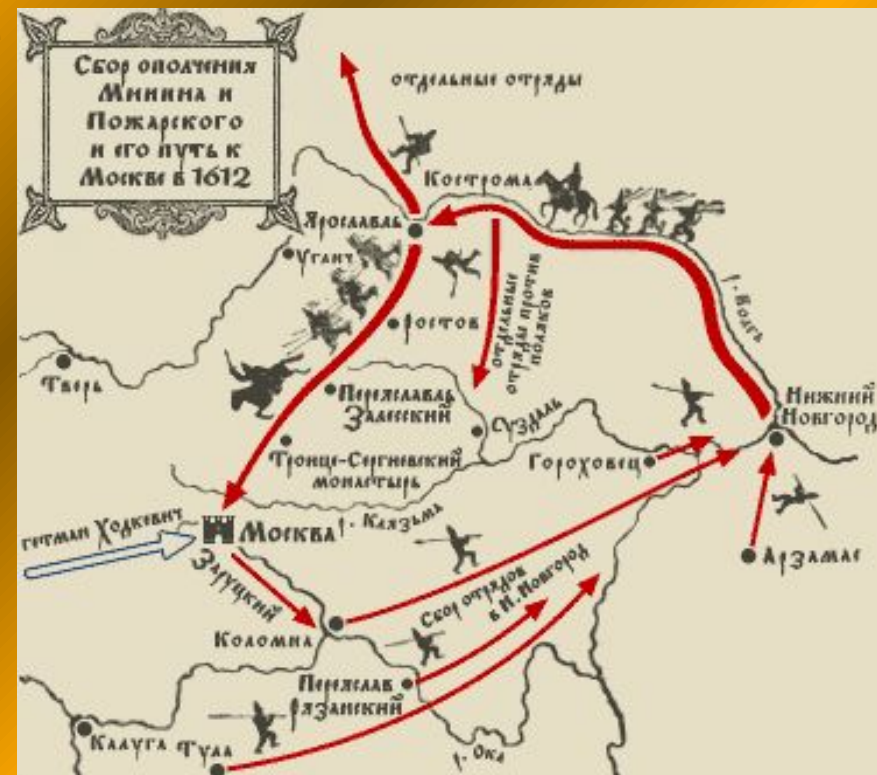 Сбор ополчения
Минина и
Пожарского
и его путь к
Москве в 1612
отдельные отряды
Кострома
Ярославль
Углич
Ростов
отдельные
отряды против
поляков
р. Волга
Тверь
Переяславль
Залесский
Суздаль
Нижний
Новгород
Троице-Сергиевский
монастырь
Гороховец
р. Клязьма
гетман Ходкевич
Москва
Арзамас
Заруцкий
Сбор отрядов
в Н. Новгород
Коломна
Переяслав
Рязанский
Калуга
Тула
р. Ока